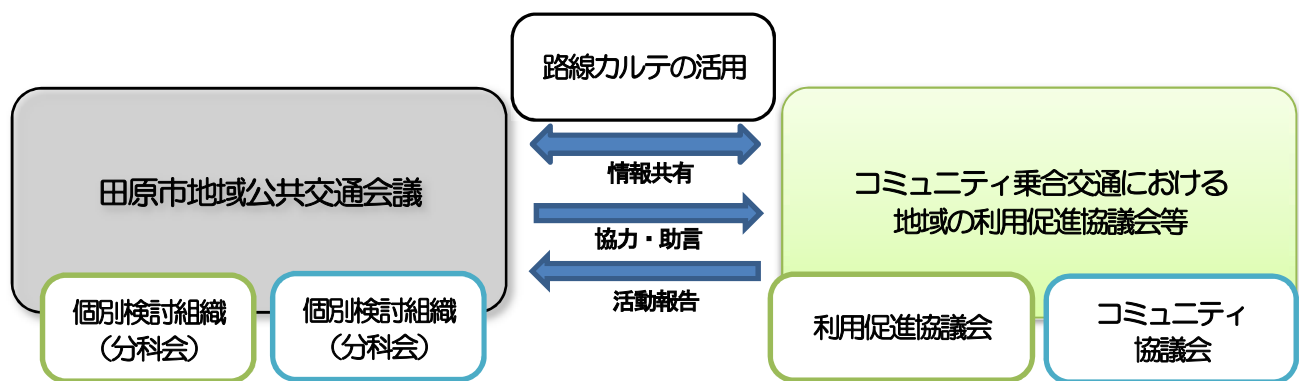 路線カルテの活用
田原市地域公共交通会議
個別検討組織
(分科会)
個別検討組織
(分科会)
情報共有
協力・助言
活動報告
コミュニティ乗合交通における
地域の利用促進協議会等
利用促進協議会
コミュニティ
協議会